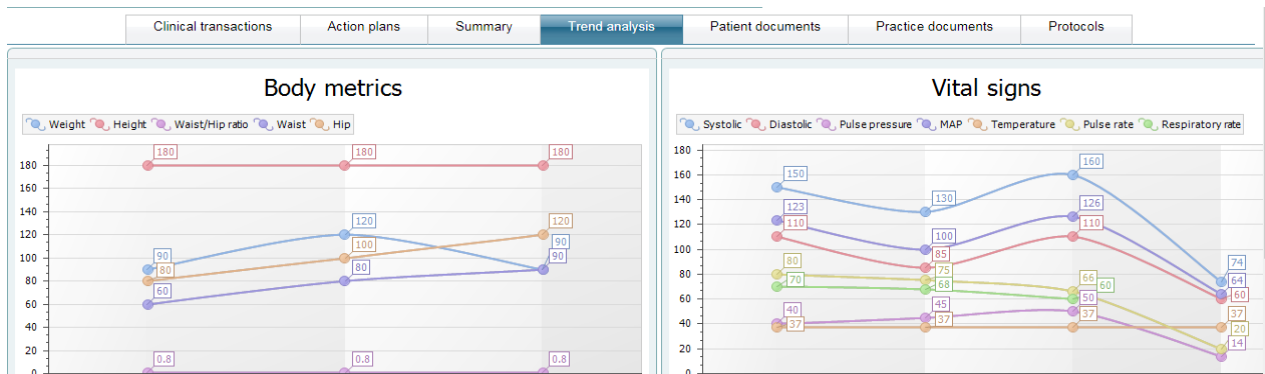 Clinical transactions Action plans Summary Trend analysis Patient documents Practice documents Protocols
Body metrics
Weight Height Waist/Hip ratio Waist Hip
180
160
140
120
100
80
60
40
20
0
180 180 180
120 120
90 100 90
80 80 90
60
0.8 0.8 0.8
Vital signs
Systolic Diastolic Pulse pressure MAP Temperature Pulse rate Respiratory rate
180
160
140
120
100
80
60
40
20
0
150 130 160 74
123 100 126 64
110 85 110 60
80 75 66 20
70 68 60
40 45 50 14
37 37 37 37